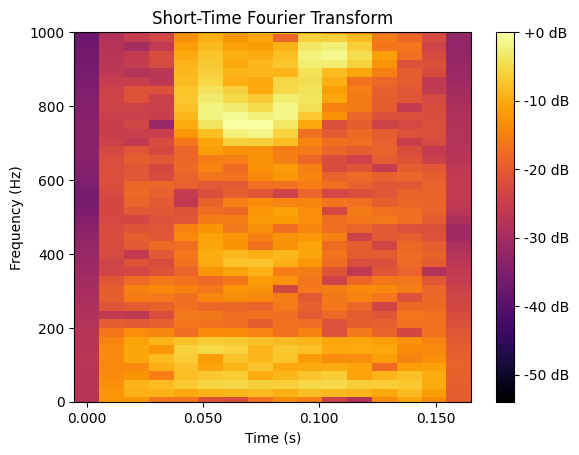 Short-Time Fourier Transform
1000
800
600
400
200
0
Frequency (Hz)
0.000
0.050
0.100
0.150
Time (s)
+0 dB
-10 dB
-20 dB
-30 dB
-40 dB
-50 dB